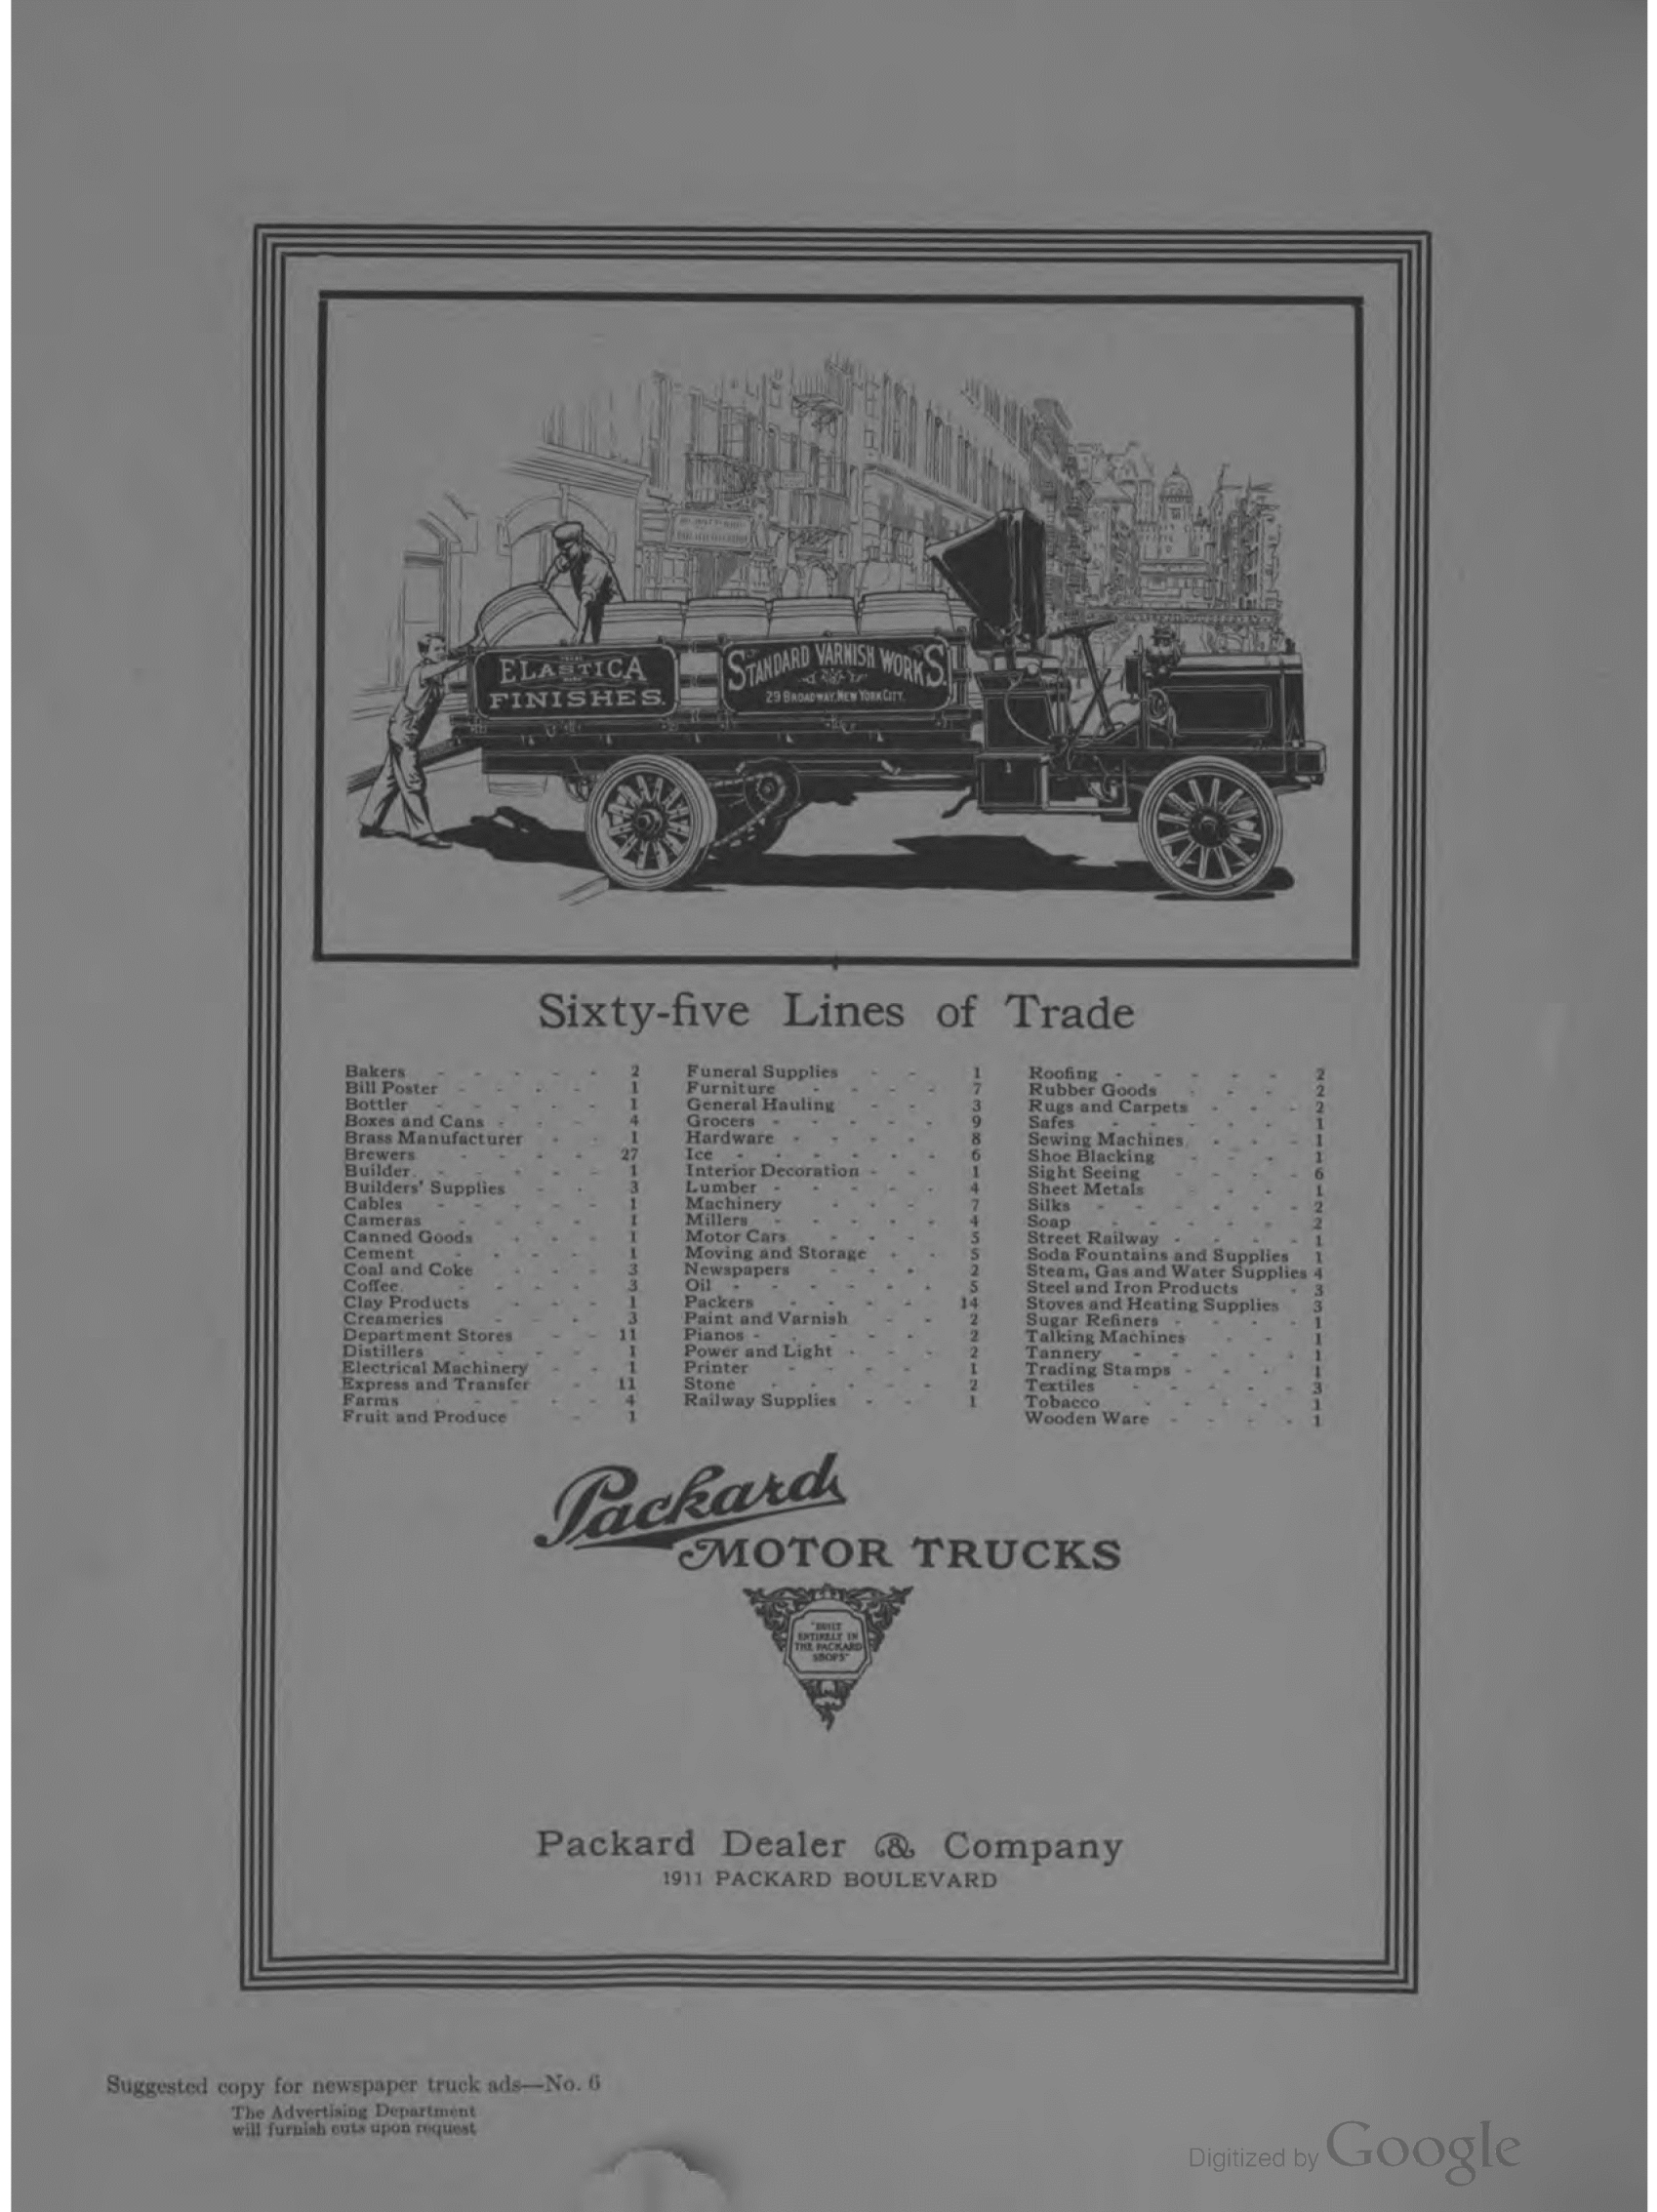 ELASTICA
FINISHES.
STANDARD VARNISH WORKS.
29 BROADWAY, NEW YORK CITY.
Sixty-five Lines of Trade
Bakers - - - - - 2
Bill Poster - - - - 1
Bottler - - - - - 1
Boxes and Cans - - - 4
Brass Manufacturer - - 1
Brewers - - - - 27
Builder - - - - - 1
Builders' Supplies - - 3
Cables - - - - - 1
Cameras - - - - 1
Canned Goods - - - 1
Cement - - - - 1
Coal and Coke - - - 3
Coffee - - - - 3
Clay Products - - - 1
Creameries - - - 3
Department Stores - - 11
Distillers - - - - 1
Electrical Machinery - - 1
Express and Transfer - 11
Farms - - - - - 4
Fruit and Produce - 1
Funeral Supplies - - 1
Furniture - - - - 7
General Hauling - - 3
Grocers - - - - - 9
Hardware - - - - 8
Ice - - - - - - 6
Interior Decoration - - 1
Lumber - - - - - 4
Machinery - - - 7
Millers - - - - - 4
Motor Cars - - - 5
Moving and Storage - - 5
Newspapers - - - 2
Oil - - - - - - 5
Packers - - - - 14
Paint and Varnish - - 2
Pianos - - - - - 2
Power and Light - - - 2
Printer - - - - 1
Stone - - - - - 2
Railway Supplies - - 1
Roofing - - - - - 2
Rubber Goods - - - 2
Rugs and Carpets - - - 2
Safes - - - - - 1
Sewing Machines - - - 1
Shoe Blacking - - - 1
Sight Seeing - - - - 6
Sheet Metals - - - 1
Silks - - - - - - 2
Soap - - - - - 2
Street Railway - - - - 1
Soda Fountains and Supplies 1
Steam, Gas and Water Supplies 4
Steel and Iron Products - 3
Stoves and Heating Supplies 3
Sugar Refiners - - - - 1
Talking Machines - - 1
Tannery - - - - - 1
Trading Stamps - - - 1
Textiles - - - - - 3
Tobacco - - - - 1
Wooden Ware - - - - 1
Packard
MOTOR TRUCKS
"BUILT
ENTIRELY IN
THE PACKARD
SHOPS"
Packard Dealer & Company
1911 PACKARD BOULEVARD
Suggested copy for newspaper truck ads—No. 6
The Advertising Department
will furnish cuts upon request
Digitized by Google